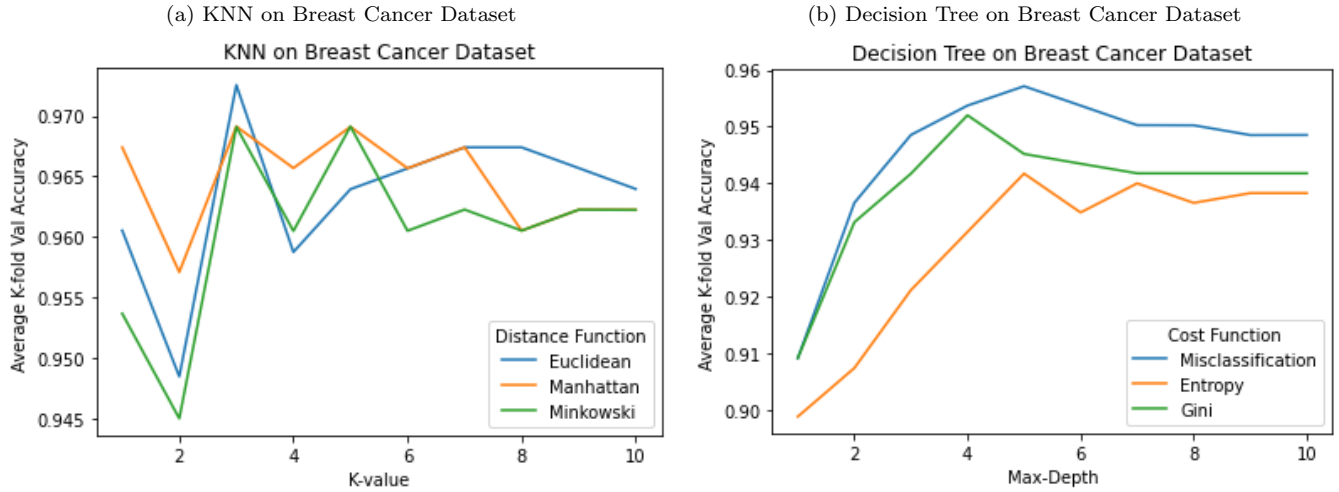 (a) KNN on Breast Cancer Dataset
KNN on Breast Cancer Dataset
Average K-fold Val Accuracy
0.970
0.965
0.960
0.955
0.950
0.945
Distance Function
Euclidean
Manhattan
Minkowski
2 4 6 8 10
K-value
(b) Decision Tree on Breast Cancer Dataset
Decision Tree on Breast Cancer Dataset
Average K-fold Val Accuracy
0.96
0.95
0.94
0.93
0.92
0.91
0.90
Cost Function
Misclassification
Entropy
Gini
2 4 6 8 10
Max-Depth